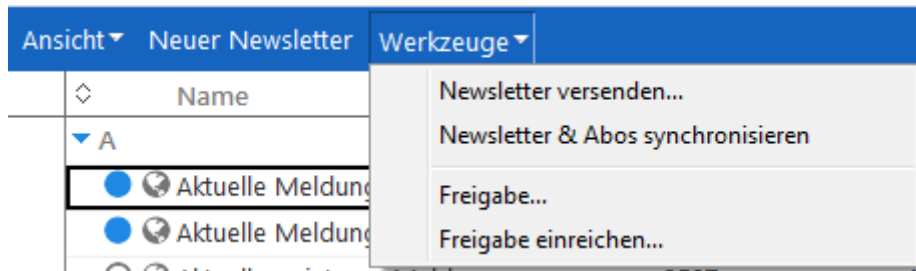 Ansicht Neuer Newsletter Werkzeuge
Name
Newsletter versenden...
A
Newsletter & Abos synchronisieren
Aktuelle Meldung
Freigabe...
Aktuelle Meldung
Freigabe einreichen...